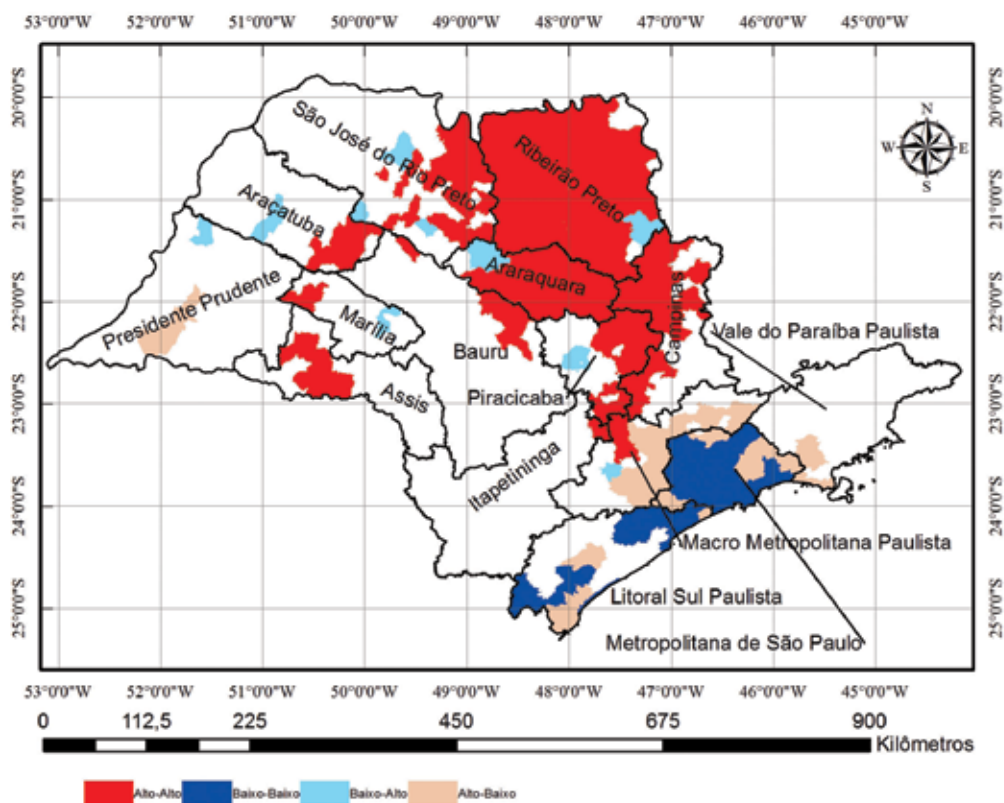 53°0'0"W 52°0'0"W 51°0'0"W 50°0'0"W 49°0'0"W 48°0'0"W 47°0'0"W 46°0'0"W 45°0'0"W
20°0'0"S
21°0'0"S
22°0'0"S
23°0'0"S
24°0'0"S
25°0'0"S
20°0'0"S
21°0'0"S
22°0'0"S
23°0'0"S
24°0'0"S
25°0'0"S
N
W E
S
São José do Rio Preto
Ribeirão Preto
Araçatuba
Araraquara
Presidente Prudente
Marília
Campinas
Vale do Paraíba Paulista
Bauru
Piracicaba
Assis
Itapetininga
Macro Metropolitana Paulista
Litoral Sul Paulista
Metropolitana de São Paulo
53°0'0"W 52°0'0"W 51°0'0"W 50°0'0"W 49°0'0"W 48°0'0"W 47°0'0"W 46°0'0"W 45°0'0"W
0 112,5 225 450 675 900
Kilômetros
Alto-Alto Baixo-Baixo Baixo-Alto Alto-Baixo